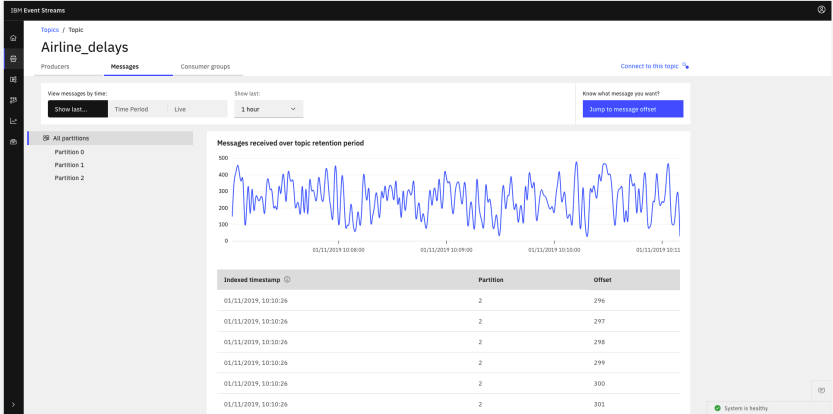 IBM Event Streams
Topics / Topic
Airline_delays
Producers Messages Consumer groups Connect to this topic
View messages by time: Show last: Know what message you want?
Show last... Time Period Live 1 hour Jump to message offset
All partitions
Partition 0
Partition 1
Partition 2
Messages received over topic retention period
500
400
300
200
100
0
01/11/2019 10:08:00 01/11/2019 10:09:00 01/11/2019 10:10:00 01/11/2019 10:11
Indexed timestamp Partition Offset
01/11/2019, 10:10:26 2 296
01/11/2019, 10:10:26 2 297
01/11/2019, 10:10:26 2 298
01/11/2019, 10:10:26 2 299
01/11/2019, 10:10:26 2 300
01/11/2019, 10:10:26 2 301
System is healthy